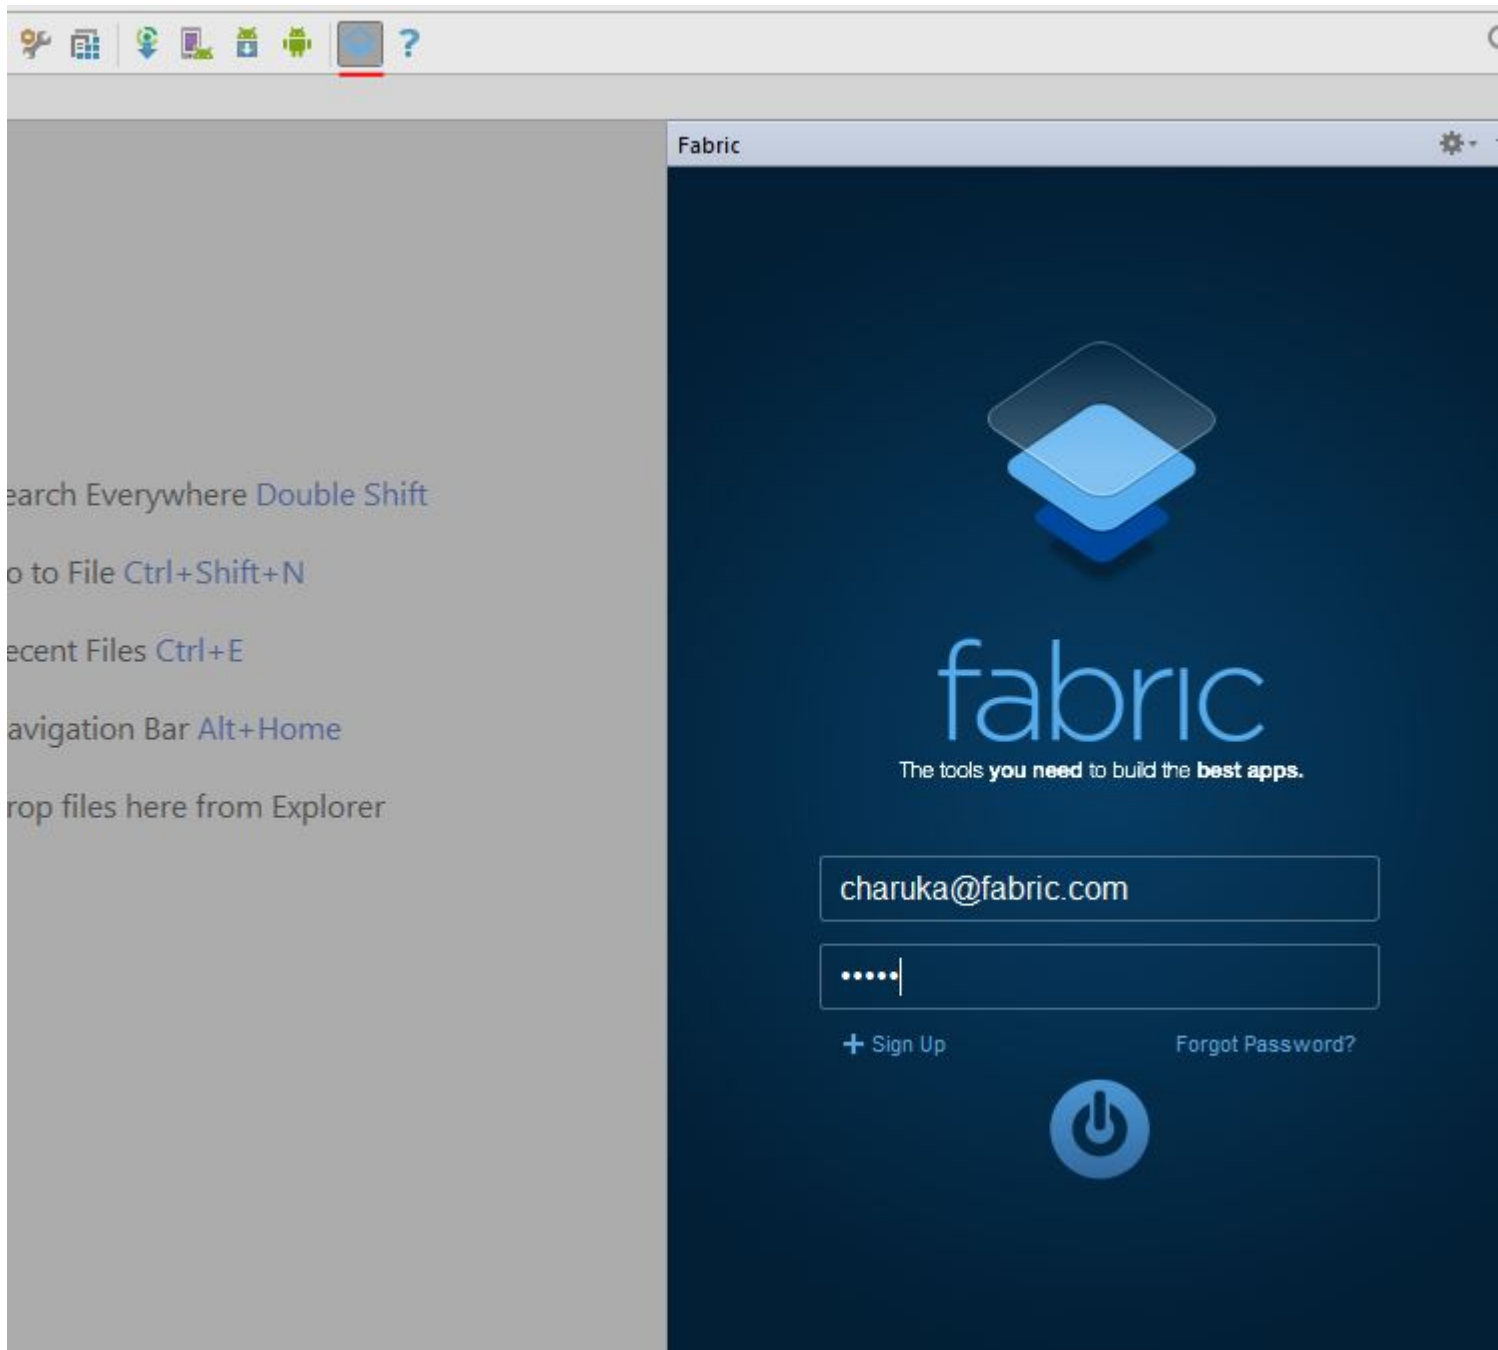 ?
Fabric
earch Everywhere Double Shift
o to File Ctrl+Shift+N
ecent Files Ctrl+E
avigation Bar Alt+Home
rop files here from Explorer
fabric
The tools you need to build the best apps.
charuka@fabric.com
•••••
+ Sign Up
Forgot Password?